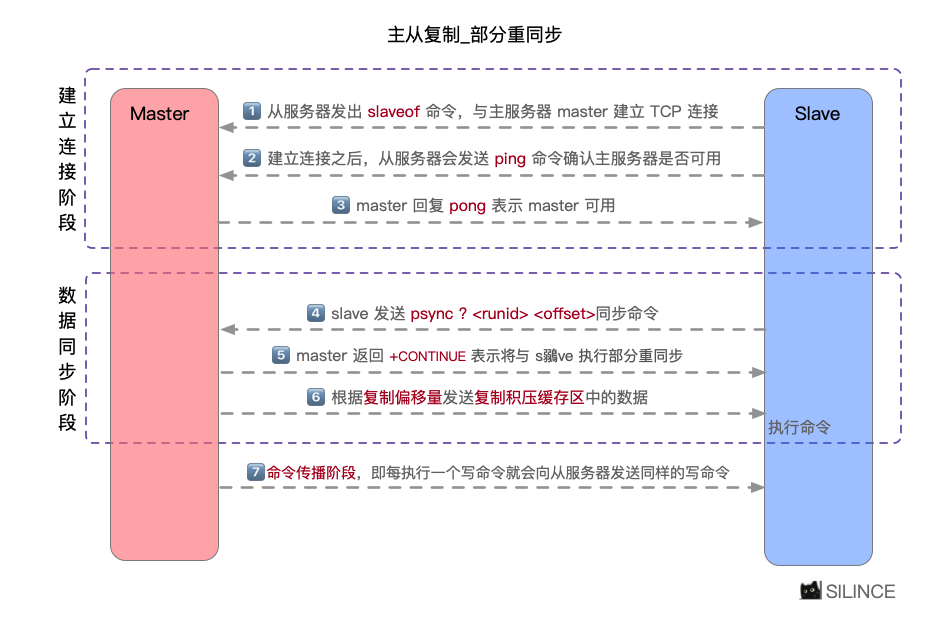 主从复制_部分重同步
建立连接阶段
Master
Slave
1 从服务器发出 slaveof 命令，与主服务器 master 建立 TCP 连接
2 建立连接之后，从服务器会发送 ping 命令确认主服务器是否可用
3 master 回复 pong 表示 master 可用
数据同步阶段
4 slave 发送 psync ? <runid> <offset>同步命令
5 master 返回 +CONTINUE 表示将与 s鶸ve 执行部分重同步
6 根据复制偏移量发送复制积压缓存区中的数据
执行命令
7 命令传播阶段，即每执行一个写命令就会向从服务器发送同样的写命令
SILINCE